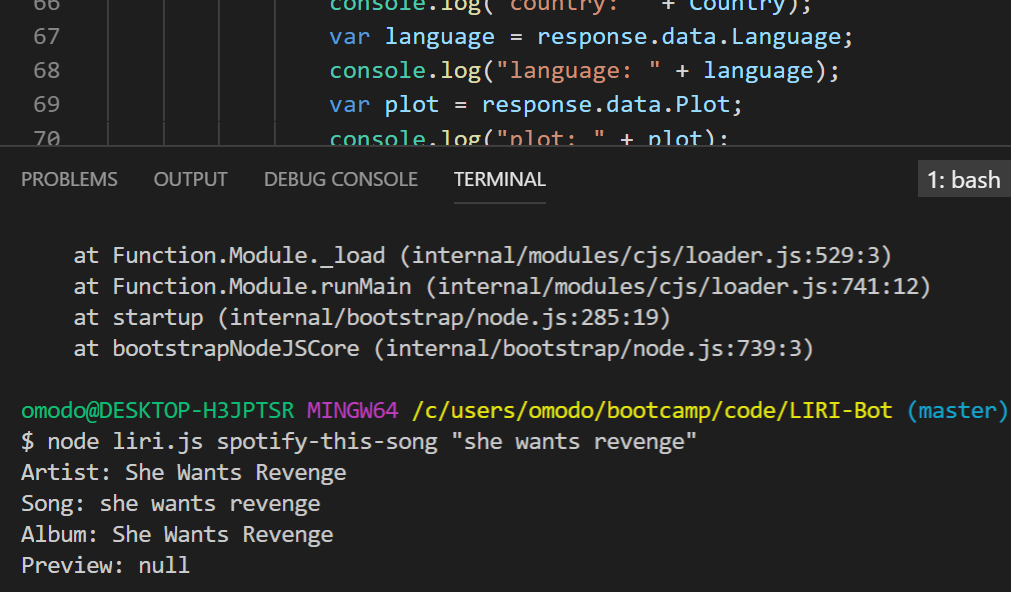 66 console.log("country: " + Country);
67 var language = response.data.Language;
68 console.log("language: " + language);
69 var plot = response.data.Plot;
70 console.log("plot: " + plot);
PROBLEMS OUTPUT DEBUG CONSOLE TERMINAL 1: bash
at Function.Module._load (internal/modules/cjs/loader.js:529:3)
at Function.Module.runMain (internal/modules/cjs/loader.js:741:12)
at startup (internal/bootstrap/node.js:285:19)
at bootstrapNodeJSCore (internal/bootstrap/node.js:739:3)
omodo@DESKTOP-H3JPTSR MINGW64 /c/users/omodo/bootcamp/code/LIRI-Bot (master)
$ node liri.js spotify-this-song "she wants revenge"
Artist: She Wants Revenge
Song: she wants revenge
Album: She Wants Revenge
Preview: null